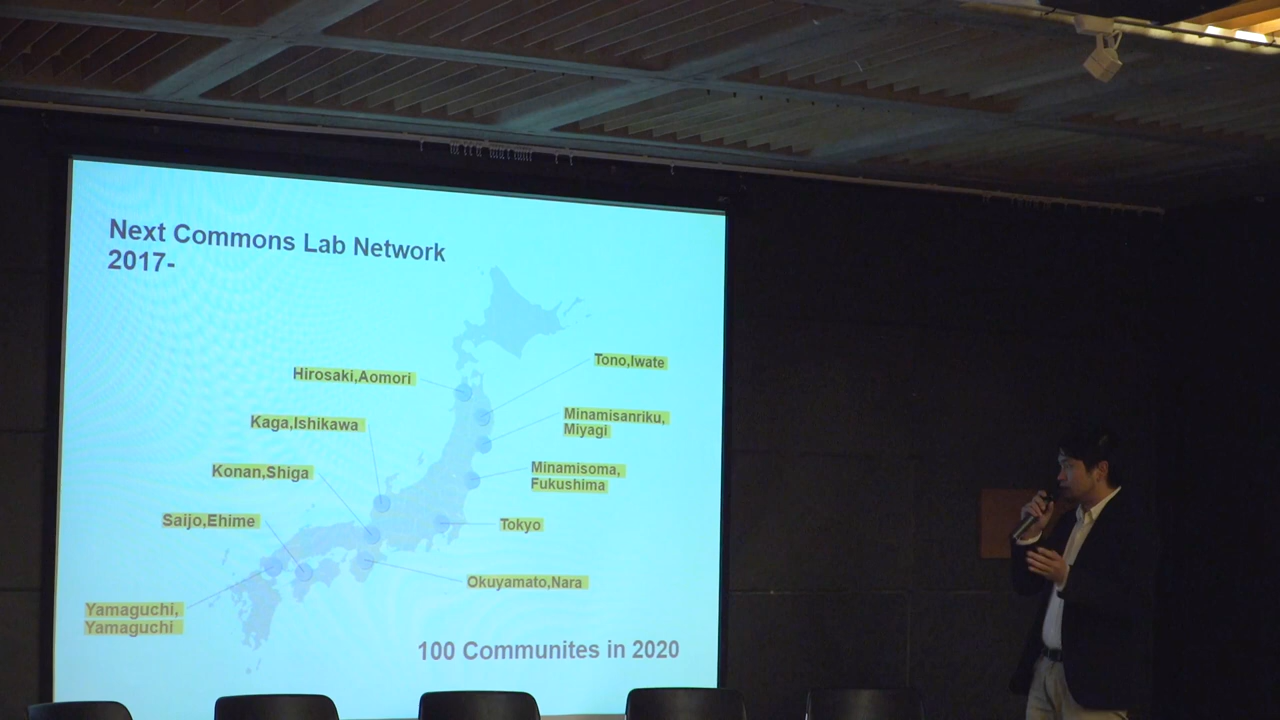 Next Commons Lab Network
2017-
Hirosaki,Aomori
Tono,Iwate
Kaga,Ishikawa
Minamisanriku,
Miyagi
Konan,Shiga
Minamisoma,
Fukushima
Saijo,Ehime
Tokyo
Okuyamato,Nara
Yamaguchi,
Yamaguchi
100 Communites in 2020